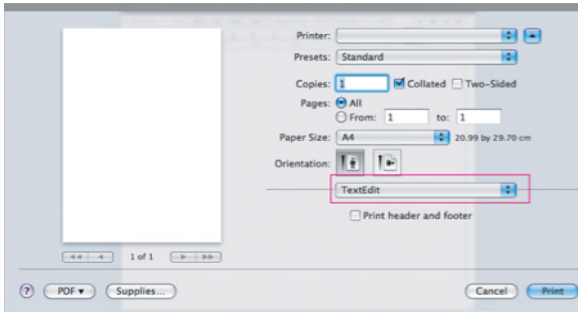 Printer:
Presets: Standard
Copies: 1 Collated Two-Sided
Pages: All
From: 1 to: 1
Paper Size: A4 20.99 by 29.70 cm
Orientation:
TextEdit
Print header and footer
1 of 1
? PDF Supplies... Cancel Print